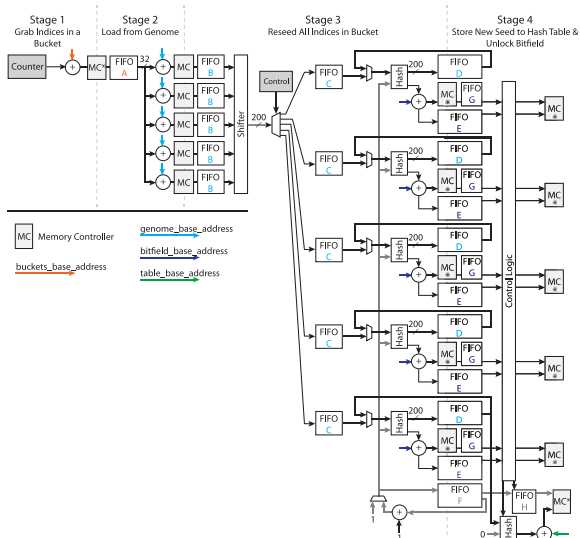 Stage 1
Grab Indices in a
Bucket
Stage 2
Load from Genome
Stage 3
Reseed All Indices in Bucket
Stage 4
Store New Seed to Hash Table &
Unlock Bitfield
Counter
+
MC*
FIFO
A
32
+
MC
FIFO
B
+
MC
FIFO
B
+
MC
FIFO
B
+
MC
FIFO
B
+
MC
FIFO
B
Shifter
200
Control
FIFO
C
Hash
200
FIFO
D
+
MC
FIFO
G
FIFO
E
MC
FIFO
C
Hash
200
FIFO
D
+
MC
FIFO
G
FIFO
E
MC
FIFO
C
Hash
200
FIFO
D
+
MC
FIFO
G
FIFO
E
MC
FIFO
C
Hash
200
FIFO
D
+
MC
FIFO
G
FIFO
E
MC
FIFO
C
Hash
200
FIFO
D
+
MC
FIFO
G
FIFO
E
MC
Control Logic
FIFO
F
FIFO
H
MC*
1
+
1
0
Hash
+
MC
Memory Controller
genome_base_address
bitfield_base_address
buckets_base_address
table_base_address